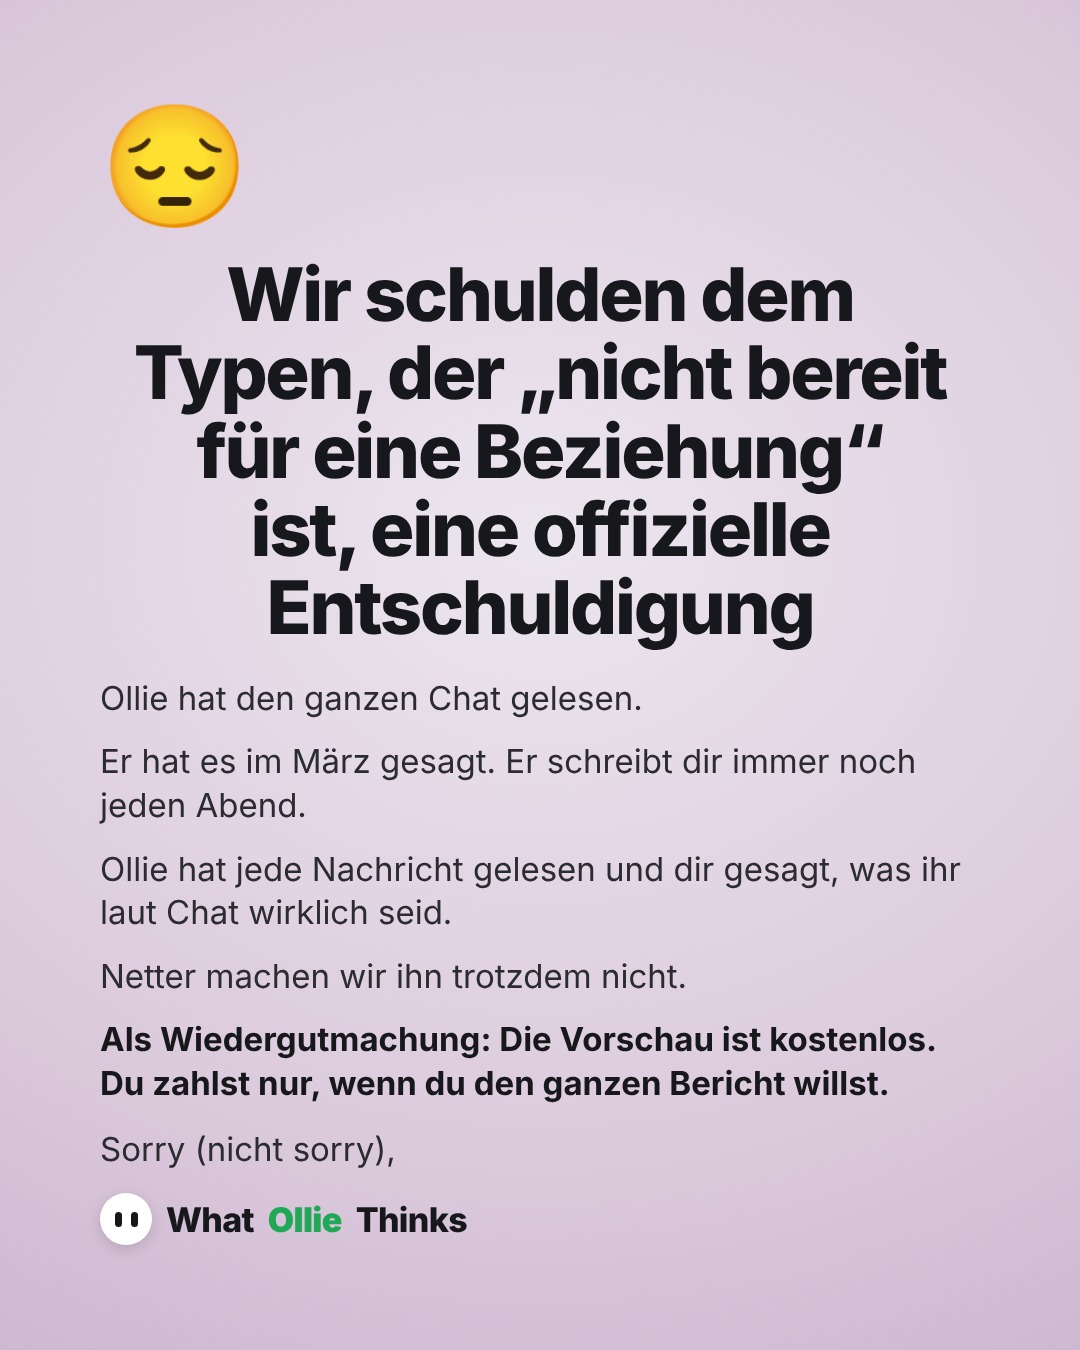 Wir schulden dem
Typen, der „nicht bereit
für eine Beziehung“
ist, eine offizielle
Entschuldigung
Ollie hat den ganzen Chat gelesen.
Er hat es im März gesagt. Er schreibt dir immer noch
jeden Abend.
Ollie hat jede Nachricht gelesen und dir gesagt, was ihr
laut Chat wirklich seid.
Netter machen wir ihn trotzdem nicht.
Als Wiedergutmachung: Die Vorschau ist kostenlos.
Du zahlst nur, wenn du den ganzen Bericht willst.
Sorry (nicht sorry),
What Ollie Thinks